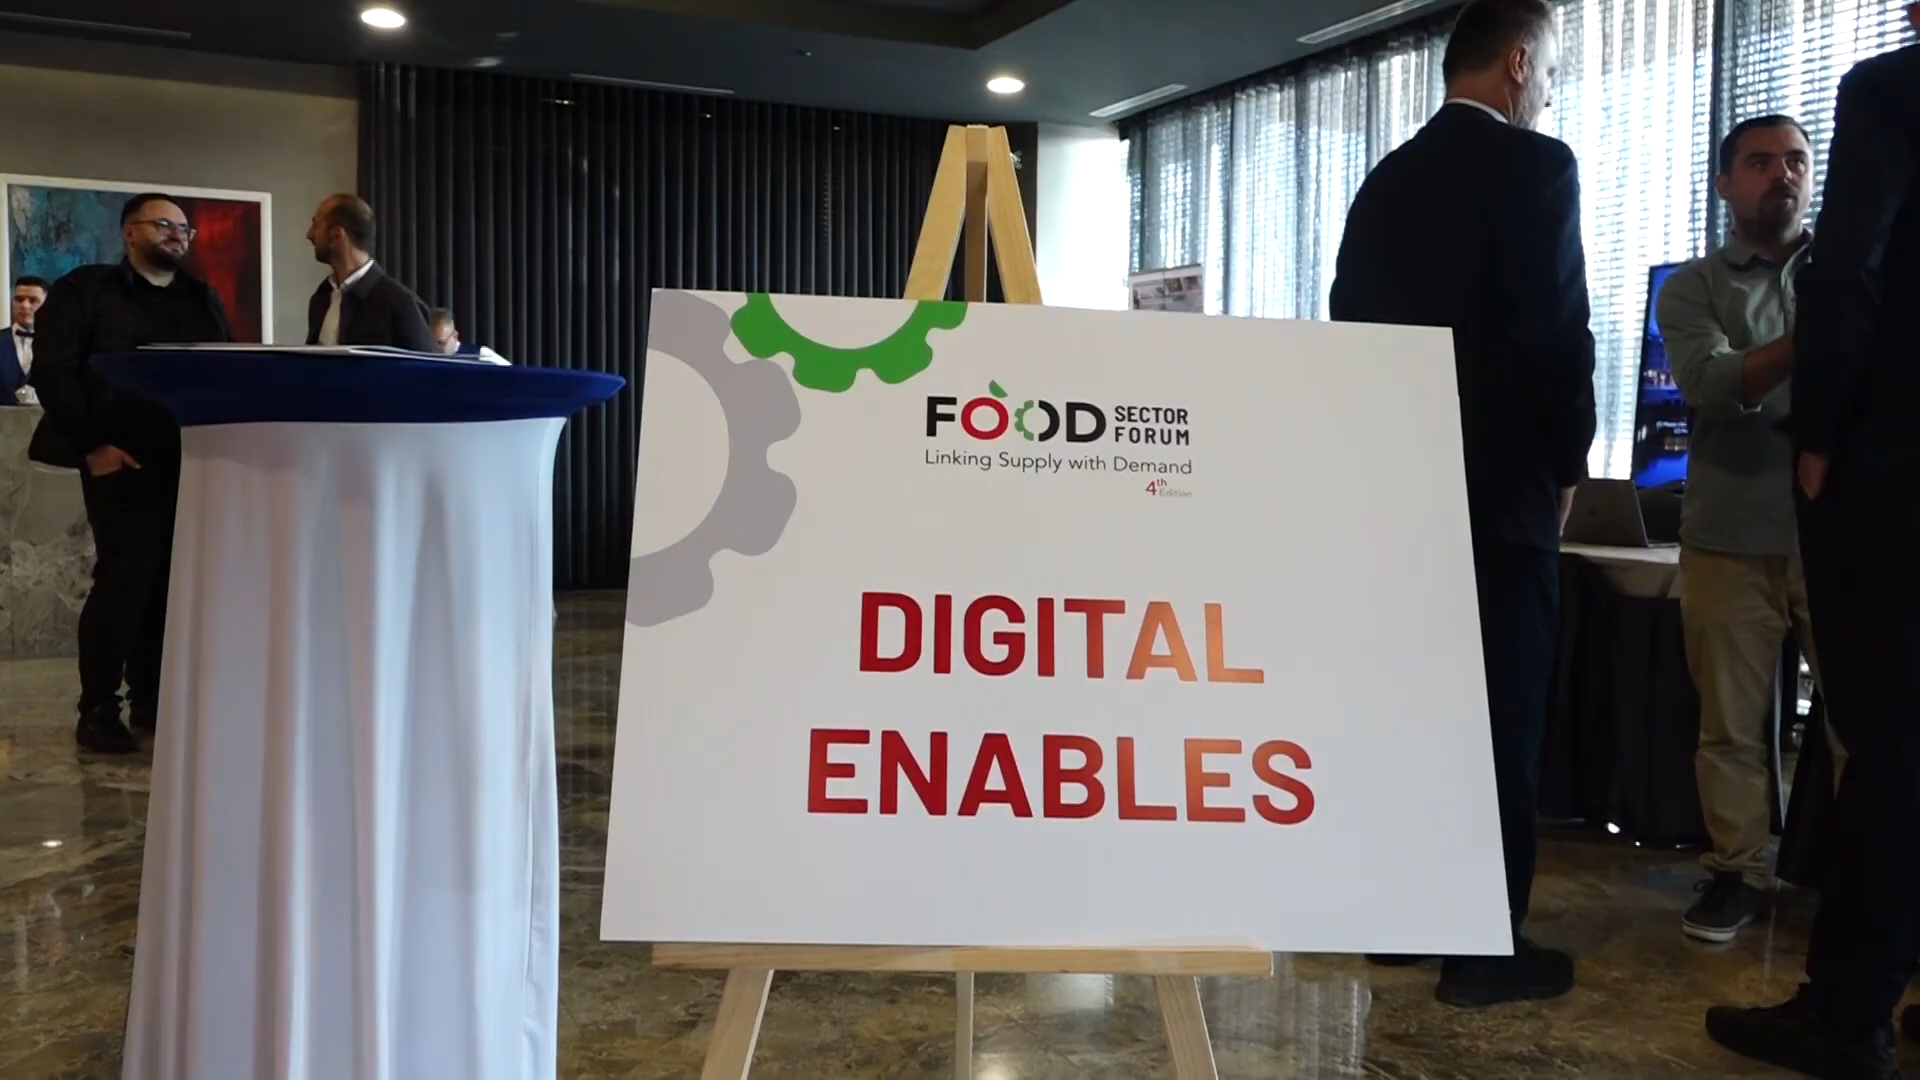 FOOD SECTOR FORUM
Linking Supply with Demand
4th Edition
DIGITAL
ENABLES